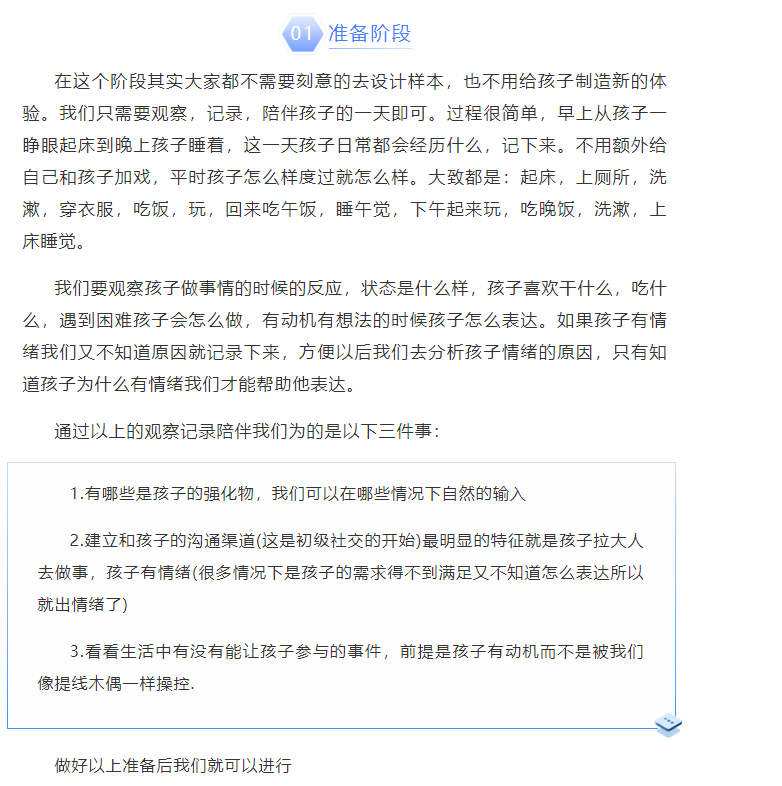 01 准备阶段
在这个阶段其实大家都不需要刻意的去设计样本，也不用给孩子制造新的体
验。我们只需要观察，记录，陪伴孩子的一天即可。过程很简单，早上从孩子一
睁眼起床到晚上孩子睡着，这一天孩子日常都会经历什么，记下来。不用额外给
自己和孩子加戏，平时孩子怎么样度过就怎么样。大致都是：起床，上厕所，洗
漱，穿衣服，吃饭，玩，回来吃午饭，睡午觉，下午起来玩，吃晚饭，洗漱，上
床睡觉。
我们要观察孩子做事情的时候的反应，状态是什么样，孩子喜欢干什么，吃什
么，遇到困难孩子会怎么做，有动机有想法的时候孩子怎么表达。如果孩子有情
绪我们又不知道原因就记录下来，方便以后我们去分析孩子情绪的原因，只有知
道孩子为什么有情绪我们才能帮助他表达。
通过以上的观察记录陪伴我们为的是以下三件事：
1.有哪些是孩子的强化物，我们可以在哪些情况下自然的输入
2.建立和孩子的沟通渠道(这是初级社交的开始)最明显的特征就是孩子拉大人
去做事，孩子有情绪(很多情况下是孩子的需求得不到满足又不知道怎么表达所以
就出情绪了)
3.看看生活中有没有能让孩子参与的事件，前提是孩子有动机而不是被我们
像提线木偶一样操控.
做好以上准备后我们就可以进行